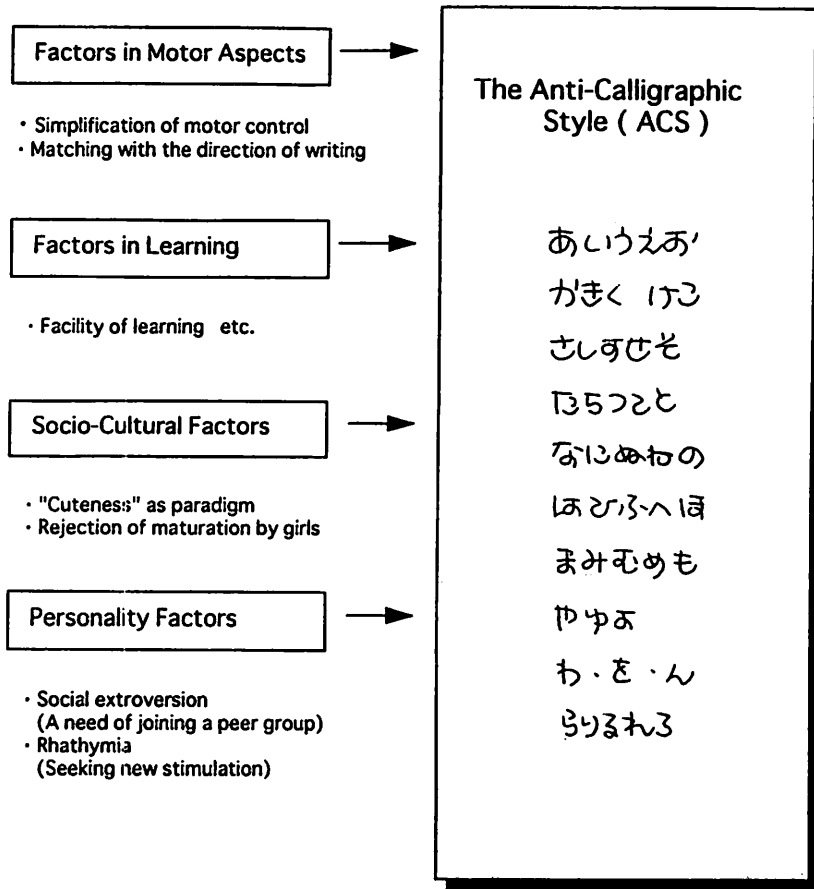 Factors in Motor Aspects
· Simplification of motor control
· Matching with the direction of writing
Factors in Learning
· Facility of learning etc.
Socio-Cultural Factors
· "Cuteness" as paradigm
· Rejection of maturation by girls
Personality Factors
· Social extroversion
(A need of joining a peer group)
· Rhathymia
(Seeking new stimulation)
The Anti-Calligraphic
Style ( ACS )
あいうえお
かきく けこ
さしすせそ
たちつてと
なにぬねの
はひふへほ
まみむめも
やゆよ
わ・を・ん
らりるれろ